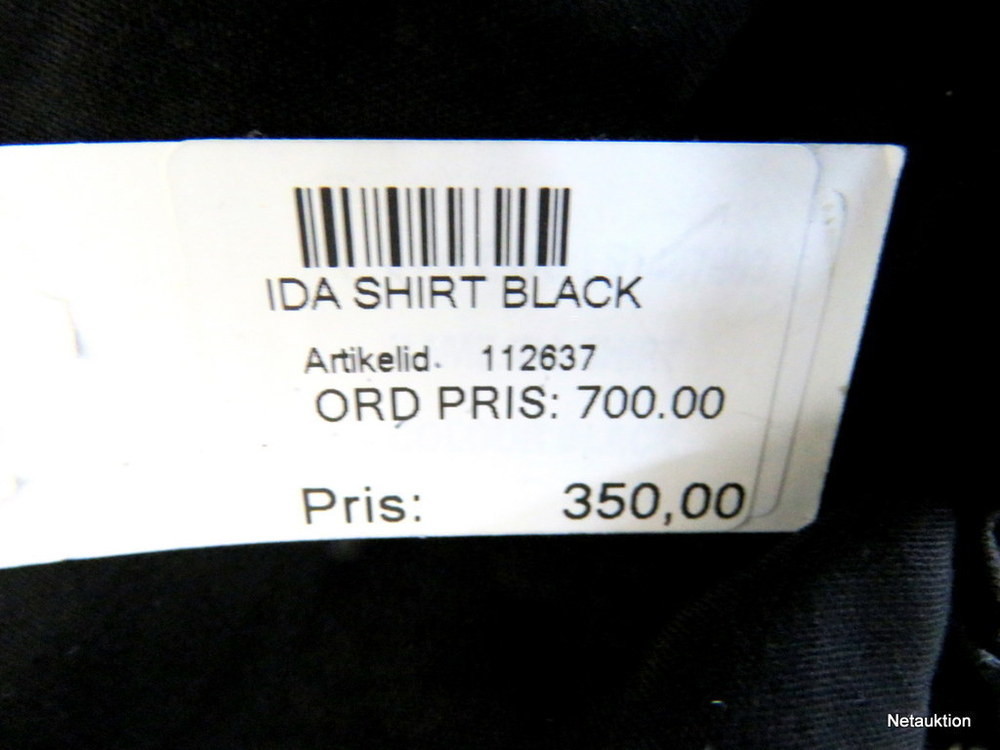 IDA SHIRT BLACK
Artikelid. 112637
ORD PRIS: 700.00
Pris: 350,00
Netauktion